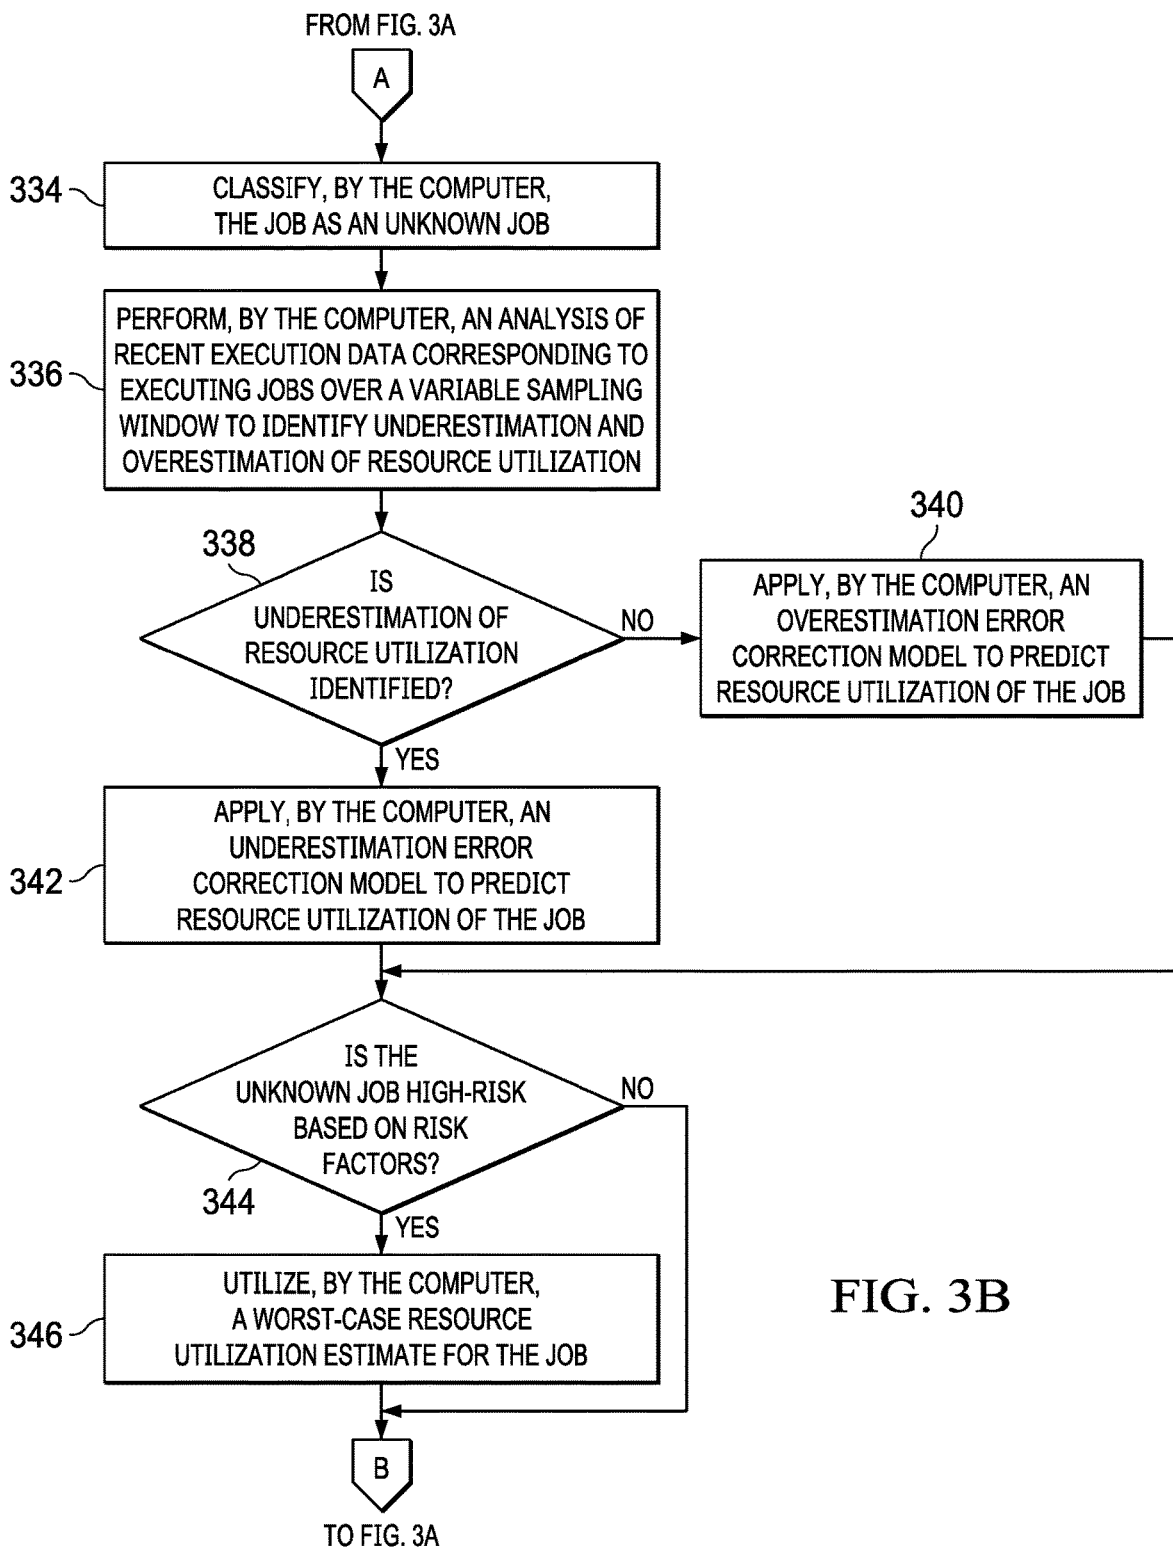 FROM FIG. 3A
A
334
CLASSIFY, BY THE COMPUTER,
THE JOB AS AN UNKNOWN JOB
336
PERFORM, BY THE COMPUTER, AN ANALYSIS OF
RECENT EXECUTION DATA CORRESPONDING TO
EXECUTING JOBS OVER A VARIABLE SAMPLING
WINDOW TO IDENTIFY UNDERESTIMATION AND
OVERESTIMATION OF RESOURCE UTILIZATION
338
IS
UNDERESTIMATION OF
RESOURCE UTILIZATION
IDENTIFIED?
NO
340
APPLY, BY THE COMPUTER, AN
OVERESTIMATION ERROR
CORRECTION MODEL TO PREDICT
RESOURCE UTILIZATION OF THE JOB
YES
342
APPLY, BY THE COMPUTER, AN
UNDERESTIMATION ERROR
CORRECTION MODEL TO PREDICT
RESOURCE UTILIZATION OF THE JOB
IS THE
UNKNOWN JOB HIGH-RISK
BASED ON RISK
FACTORS?
NO
344
YES
346
UTILIZE, BY THE COMPUTER,
A WORST-CASE RESOURCE
UTILIZATION ESTIMATE FOR THE JOB
FIG. 3B
B
TO FIG. 3A